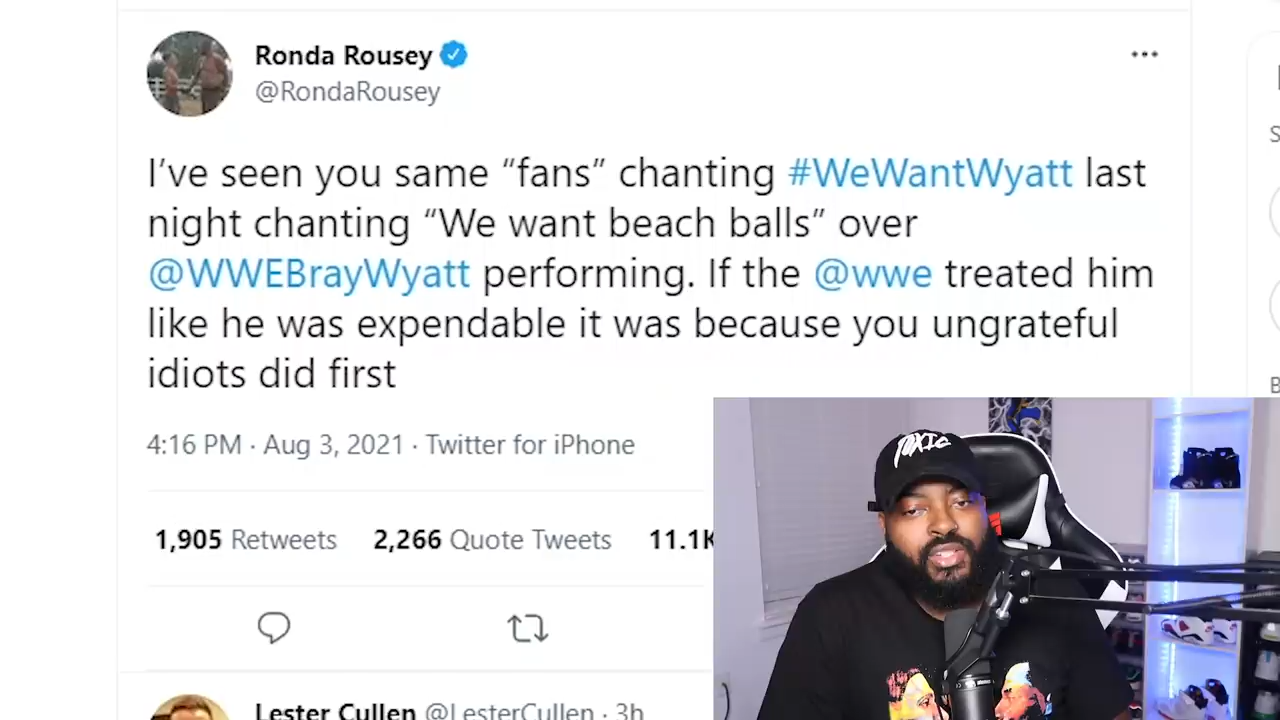 Ronda Rousey
@RondaRousey
I’ve seen you same “fans” chanting #WeWantWyatt last
night chanting “We want beach balls” over
@WWEBrayWyatt performing. If the @wwe treated him
like he was expendable it was because you ungrateful
idiots did first
4:16 PM · Aug 3, 2021 · Twitter for iPhone
1,905 Retweets 2,266 Quote Tweets 11.1K
Lester Cullen @LesterCullen · 3h